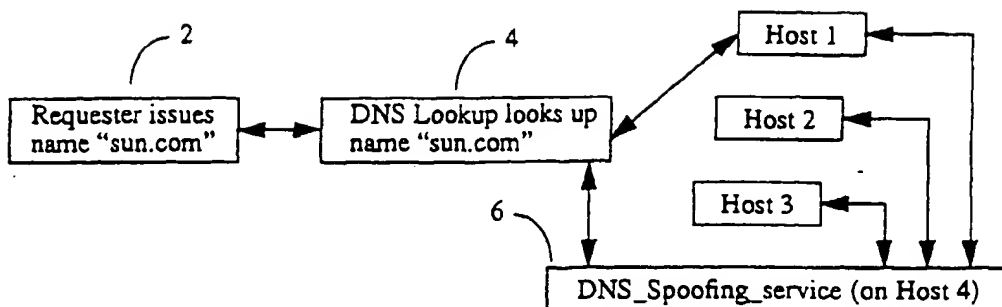 2
4
Host 1
Requester issues
name “sun.com”
DNS Lookup looks up
name “sun.com”
Host 2
Host 3
6
DNS_Spoofing_service (on Host 4)